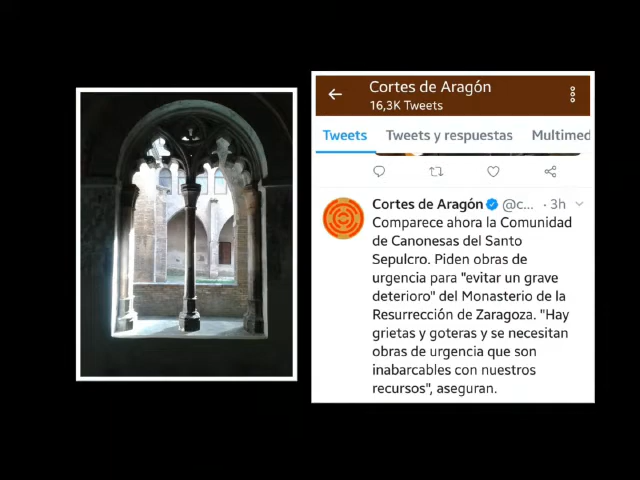 Cortes de Aragón
16,3K Tweets
Tweets
Tweets y respuestas
Multimed
Cortes de Aragón @c... · 3h
Comparece ahora la Comunidad
de Canonesas del Santo
Sepulcro. Piden obras de
urgencia para "evitar un grave
deterioro" del Monasterio de la
Resurrección de Zaragoza. "Hay
grietas y goteras y se necesitan
obras de urgencia que son
inabarcables con nuestros
recursos", aseguran.